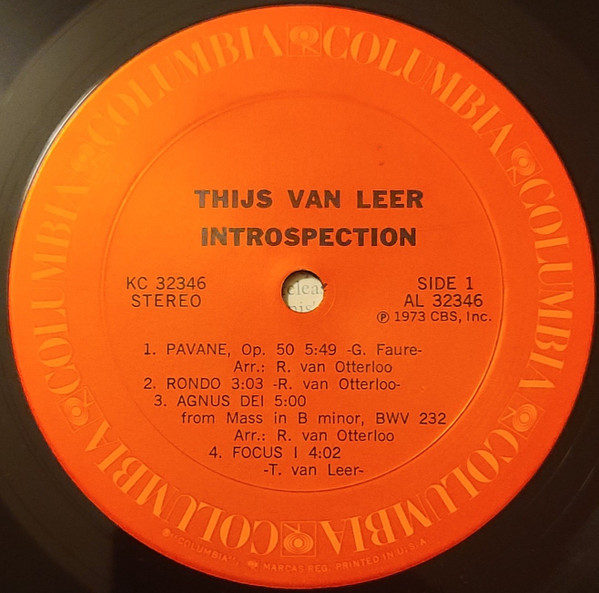 COLUMBIA COLUMBIA COLUMBIA COLUMBIA COLUMBIA COLUMBIA
THIJS VAN LEER
INTROSPECTION
KC 32346
STEREO
SIDE 1
AL 32346
℗ 1973 CBS, Inc.
1. PAVANE, Op. 50 5:49 -G. Faure-
Arr.: R. van Otterloo
2. RONDO 3:03 -R. van Otterloo-
3. AGNUS DEI 5:00
from Mass in B minor, BWV 232
Arr.: R. van Otterloo
4. FOCUS I 4:02
-T. van Leer-
"COLUMBIA", MARCAS REG. PRINTED IN U.S.A.